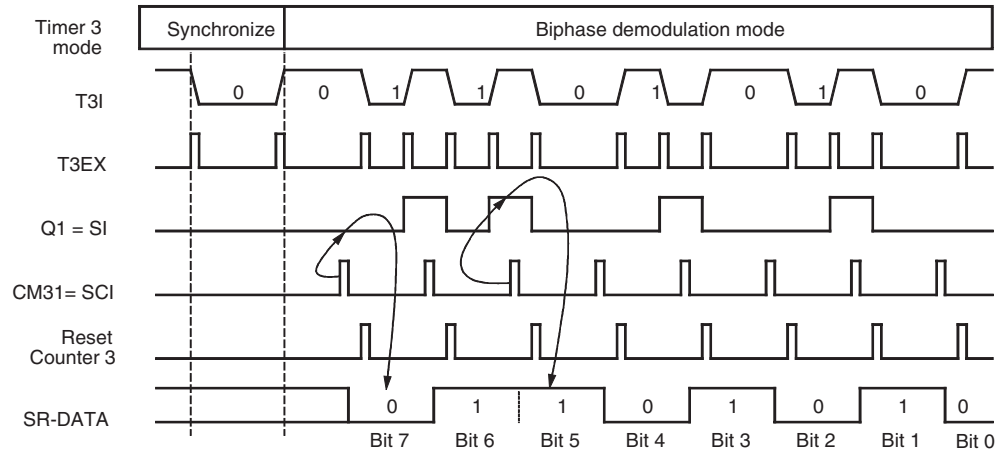 Timer 3
mode
Synchronize
Biphase demodulation mode
T3I
0 0 1 1 0 1 0 1 0
T3EX
Q1 = SI
CM31= SCI
Reset
Counter 3
SR-DATA
0 1 1 0 1 0 1 0
Bit 7 Bit 6 Bit 5 Bit 4 Bit 3 Bit 2 Bit 1 Bit 0